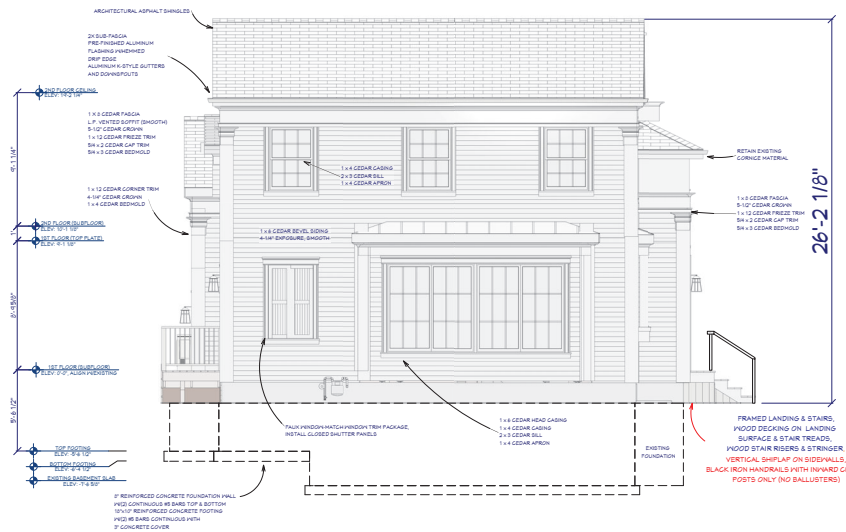 ARCHITECTURAL ASPHALT SHINGLES
2X SUB-FASCIA
PRE-FINISHED ALUMINUM
FLASHING W/HEMMED
DRIP EDGE
ALUMINUM K-STYLE GUTTERS
AND DOWNSPOUTS
2ND FLOOR CEILING
ELEV: 19'-2 1/4"
1 X 8 CEDAR FASCIA
L.P. VENTED SOFFIT (SMOOTH)
5-1/2" CEDAR CROWN
1 x 12 CEDAR FRIEZE TRIM
5/4 x 2 CEDAR CAP TRIM
5/4 x 3 CEDAR BEDMOLD
9'-1 1/4"
1 x 4 CEDAR CASING
2 x 3 CEDAR SILL
1 x 4 CEDAR APRON
RETAIN EXISTING
CORNICE MATERIAL
1 x 12 CEDAR CORNER TRIM
4-1/4" CEDAR CROWN
1 x 4 CEDAR BEDMOLD
1 x 8 CEDAR FASCIA
5-1/2" CEDAR CROWN
1 x 12 CEDAR FRIEZE TRIM
5/4 x 2 CEDAR CAP TRIM
5/4 x 3 CEDAR BEDMOLD
26'-2 1/8"
2ND FLOOR (SUBFLOOR)
ELEV: 10'-1 1/8"
1'
1ST FLOOR (TOP PLATE)
ELEV: 9'-1 1/8"
1 x 6 CEDAR BEVEL SIDING
4-1/4" EXPOSURE, SMOOTH
1ST FLOOR (SUBFLOOR)
ELEV: 0'-0", ALIGN W/EXISTING
5'-6 1/2"
FAUX WINDOW-MATCH WINDOW TRIM PACKAGE,
INSTALL CLOSED SHUTTER PANELS
1 x 6 CEDAR HEAD CASING
1 x 4 CEDAR CASING
2 x 3 CEDAR SILL
1 x 4 CEDAR APRON
EXISTING
FOUNDATION
FRAMED LANDING & STAIRS,
WOOD DECKING ON LANDING
SURFACE & STAIR TREADS,
WOOD STAIR RISERS & STRINGER,
VERTICAL SHIPLAP ON SIDEWALLS,
BLACK IRON HANDRAILS WITH INWARD
POSTS ONLY (NO BALLUSTERS)
TOP FOOTING
ELEV: -5'-6 1/2"
BOTTOM FOOTING
ELEV: -6'-4 1/2"
EXISTING BASEMENT SLAB
ELEV: -7'-6 5/8"
8" REINFORCED CONCRETE FOUNDATION WALL
W/(2) CONTINUOUS #5 BARS TOP & BOTTOM
REINFORCED CONCRETE FOOTING
W/(2) #5 BARS CONTINUOUS WITH
3" CONCRETE COVER